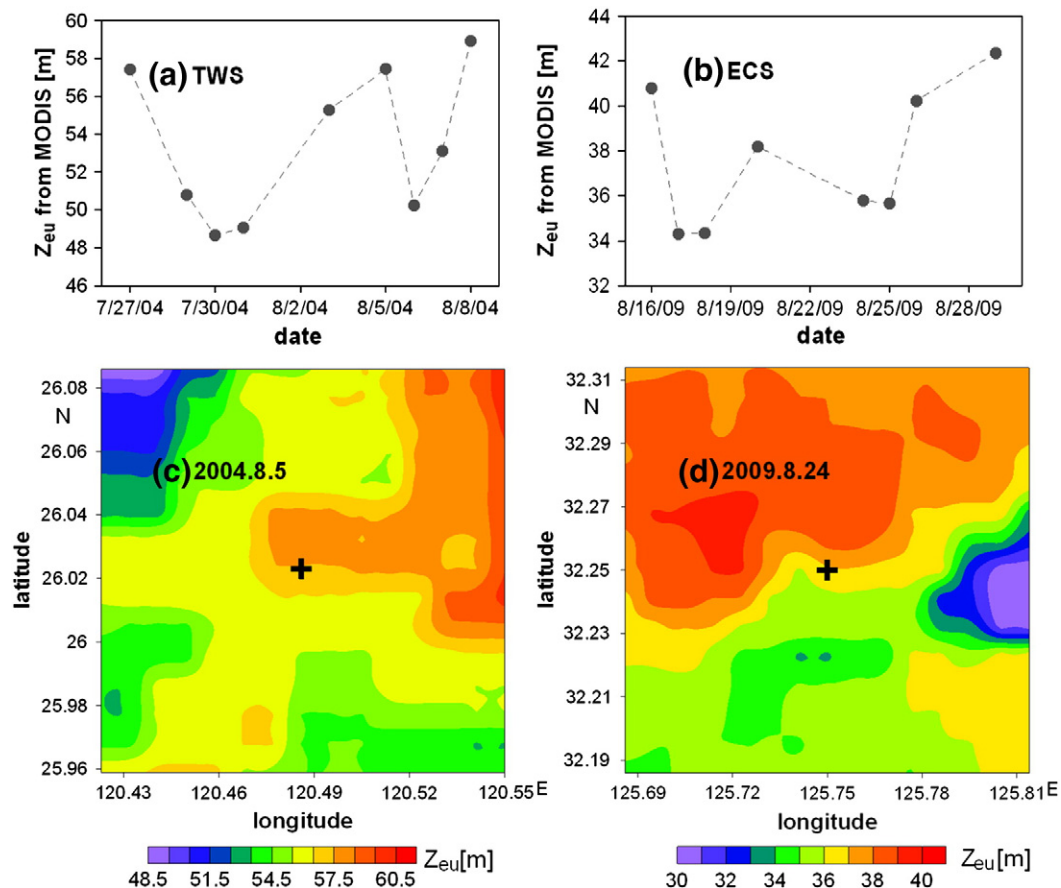 (a) TWS
Z_eu from MODIS [m]
60
58
56
54
52
50
48
46
7/27/04 7/30/04 8/2/04 8/5/04 8/8/04
date
(b) ECS
Z_eu from MODIS [m]
44
42
40
38
36
34
32
8/16/09 8/19/09 8/22/09 8/25/09 8/28/09
date
(c) 2004.8.5
latitude
26.08
N
26.06
26.04
26.02
26
25.98
25.96
120.43 120.46 120.49 120.52 120.55 E
longitude
48.5 51.5 54.5 57.5 60.5
Z_eu[m]
(d) 2009.8.24
latitude
32.31
N
32.29
32.27
32.25
32.23
32.21
32.19
125.69 125.72 125.75 125.78 125.81 E
longitude
30 32 34 36 38 40
Z_eu[m]